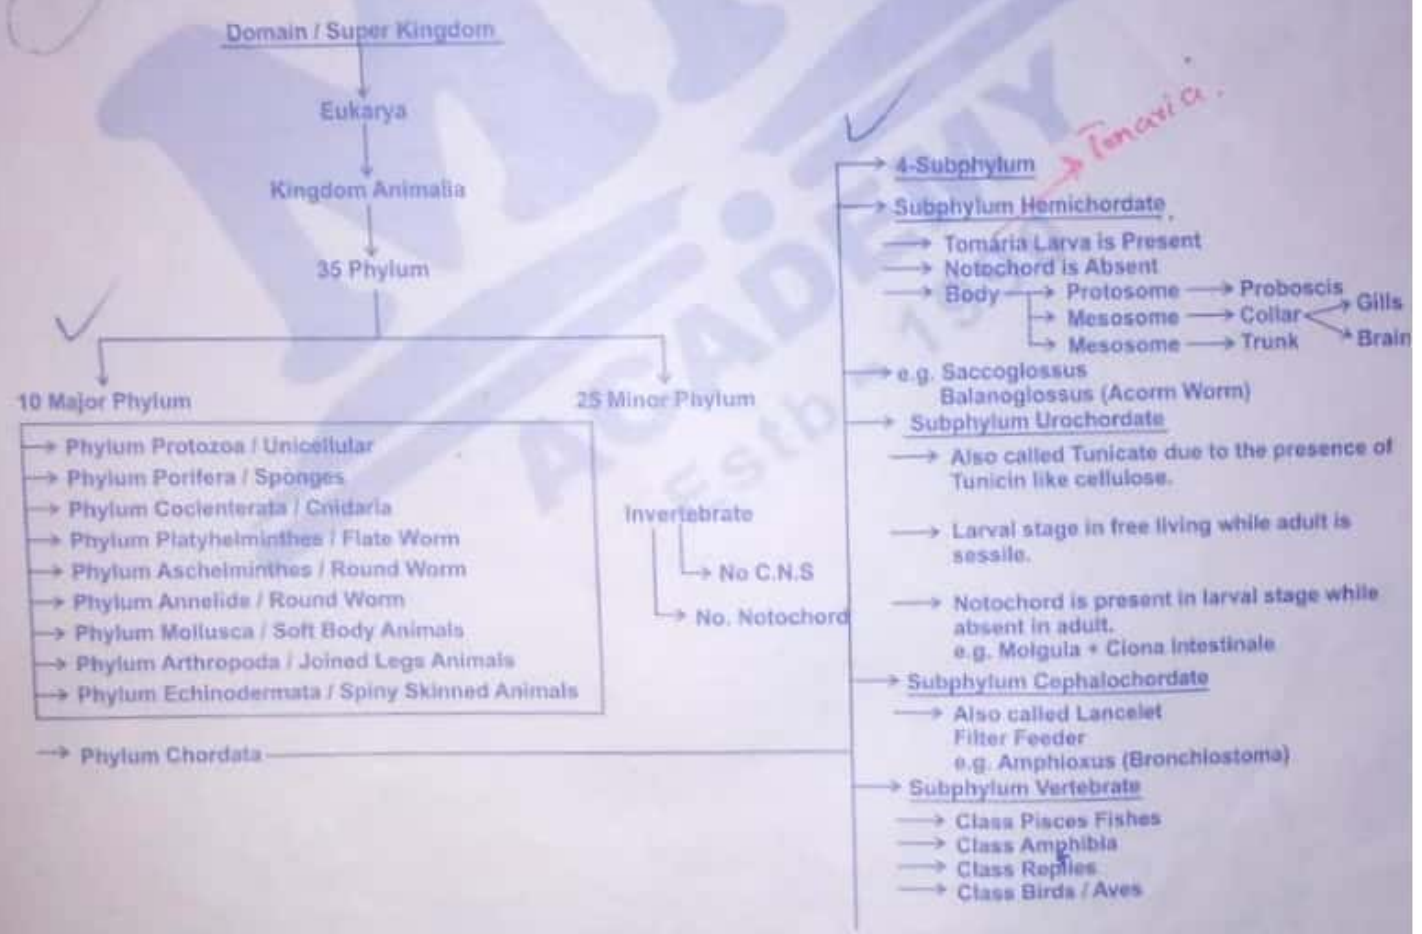 Domain / Super Kingdom
Eukarya
Kingdom Animalia
35 Phylum
10 Major Phylum
25 Minor Phylum
Phylum Protozoa / Unicellular
Phylum Porifera / Sponges
Phylum Coclenterata / Cnidaria
Phylum Platyhelminthes / Flate Worm
Phylum Aschelminthes / Round Worm
Phylum Annelide / Round Worm
Phylum Mollusca / Soft Body Animals
Phylum Arthropoda / Joined Legs Animals
Phylum Echinodermata / Spiny Skinned Animals
Phylum Chordata
Invertebrate
No C.N.S
No. Notochord
4-Subphylum
Tonaria.
Subphylum Hemichordate
Tomaria Larva is Present
Notochord is Absent
Body Protosome Proboscis
Mesosome Collar Gills
Brain
Mesosome Trunk
e.g. Saccoglossus
Balanoglossus (Acorm Worm)
Subphylum Urochordate
Also called Tunicate due to the presence of
Tunicin like cellulose.
Larval stage in free living while adult is
sessile.
Notochord is present in larval stage while
absent in adult.
e.g. Molgula + Ciona Intestinale
Subphylum Cephalochordate
Also called Lancelet
Filter Feeder
e.g. Amphioxus (Bronchiostoma)
Subphylum Vertebrate
Class Pisces Fishes
Class Amphibia
Class Reptiles
Class Birds / Aves
ACADEMY
Estb